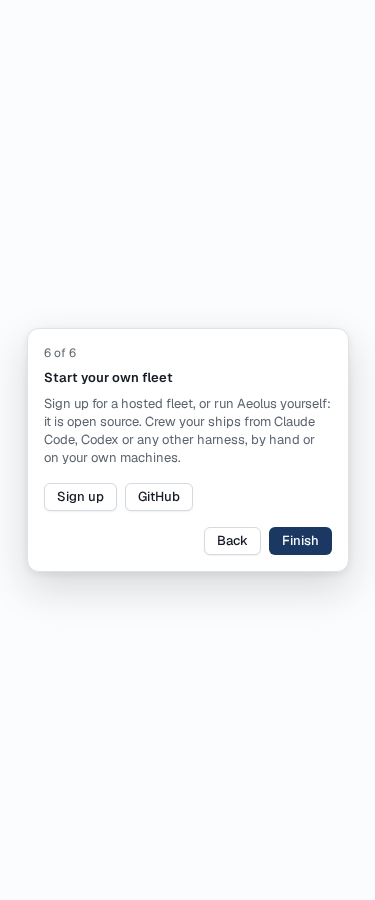 6 of 6
Start your own fleet
Sign up for a hosted fleet, or run Aeolus yourself:
it is open source. Crew your ships from Claude
Code, Codex or any other harness, by hand or
on your own machines.
Sign up GitHub
Back Finish